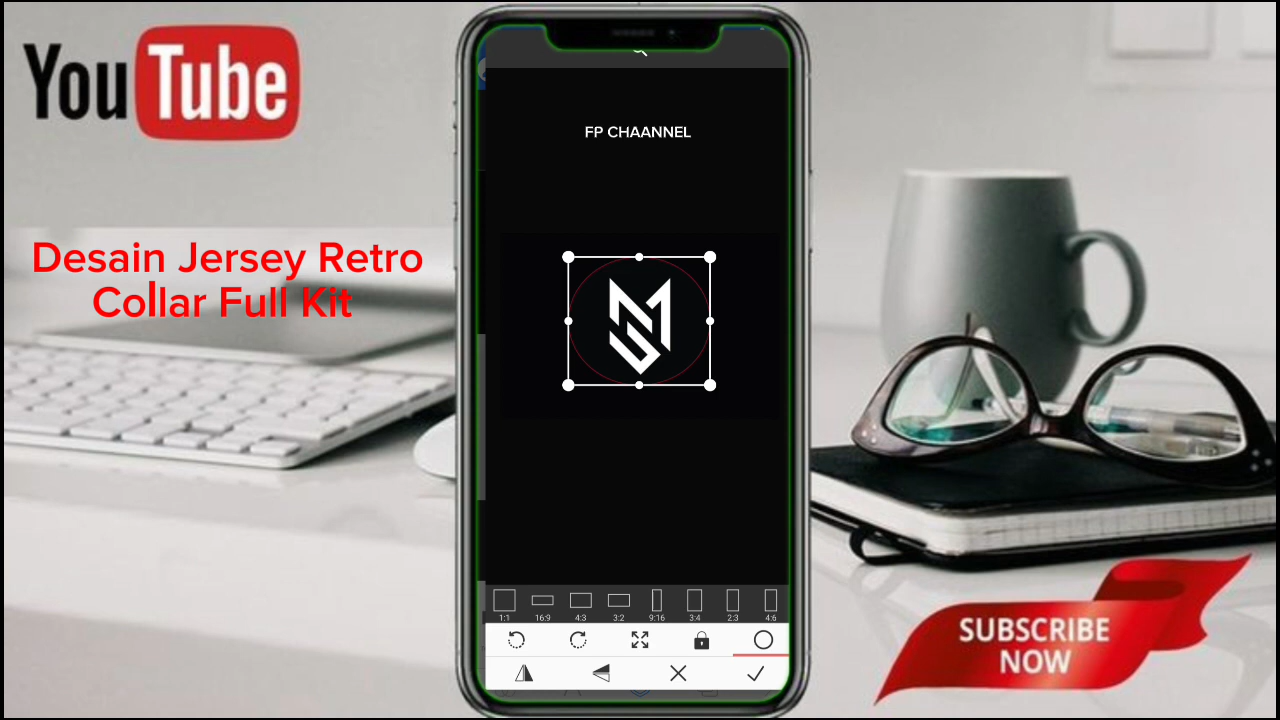 YouTube
FP CHAANNEL
Desain Jersey Retro
Collar Full Kit
1:1 16:9 4:3 3:2 9:16 3:4 2:3 4:6
SUBSCRIBE
NOW